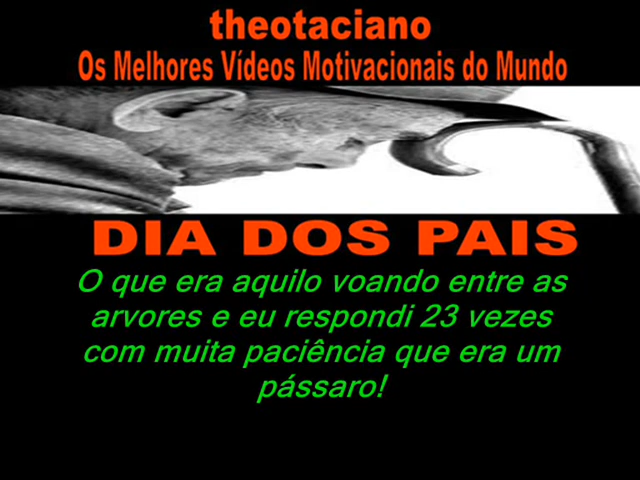 theotaciano
Os Melhores Vídeos Motivacionais do Mundo
DIA DOS PAIS
O que era aquilo voando entre as
arvores e eu respondi 23 vezes
com muita paciência que era um
pássaro!